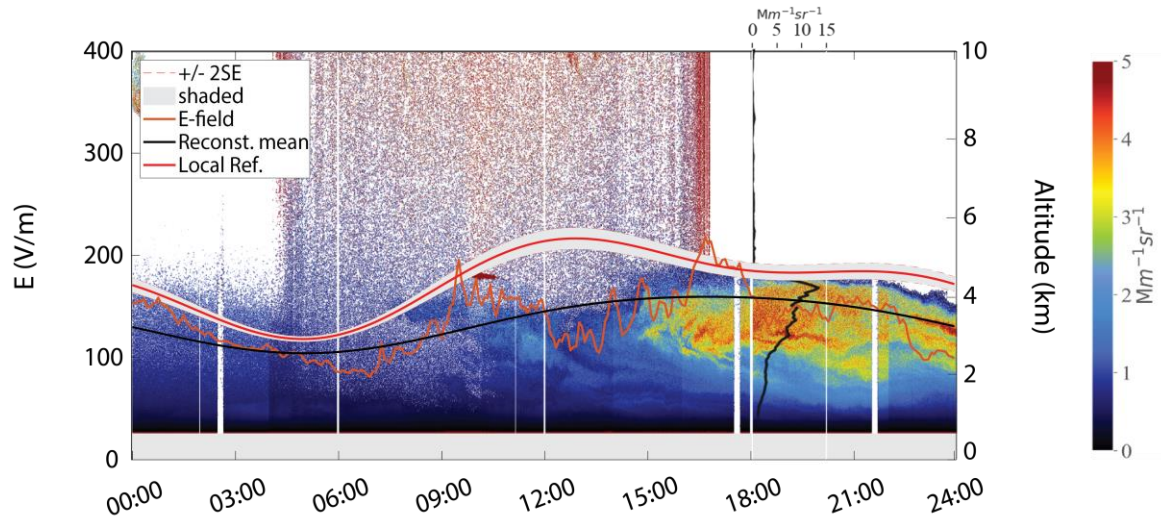 Mm⁻¹sr⁻¹
0 5 10 15
400 10 5
+/- 2SE
shaded
E-field
Reconst. mean
Local Ref.
300 8 4
200 6 3
E (V/m) Altitude (km) Mm⁻¹sr⁻¹
100 4 2
2 1
0 0 0
00:00 03:00 06:00 09:00 12:00 15:00 18:00 21:00 24:00